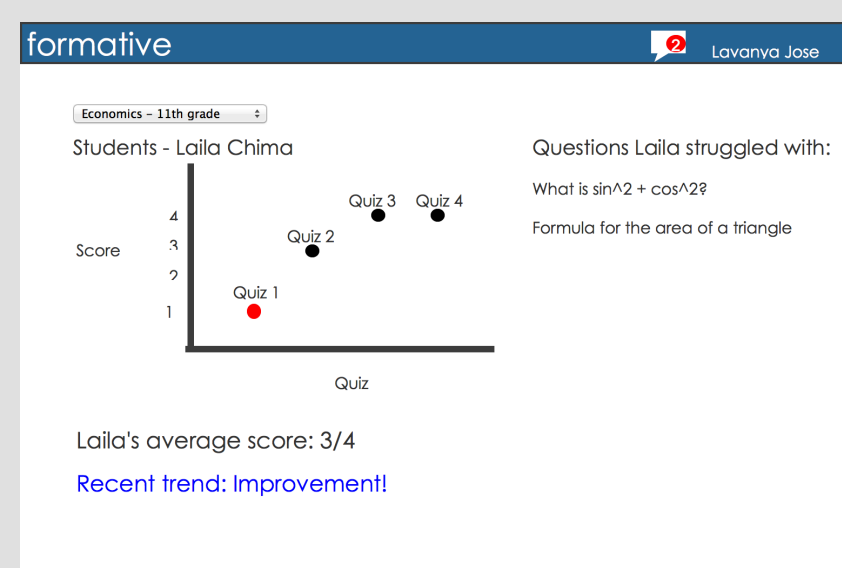 formative
2
Lavanya Jose
Economics – 11th grade
Students - Laila Chima
Score
4
3
2
1
Quiz 1
Quiz 2
Quiz 3
Quiz 4
Quiz
Questions Laila struggled with:
What is sin^2 + cos^2?
Formula for the area of a triangle
Laila's average score: 3/4
Recent trend: Improvement!